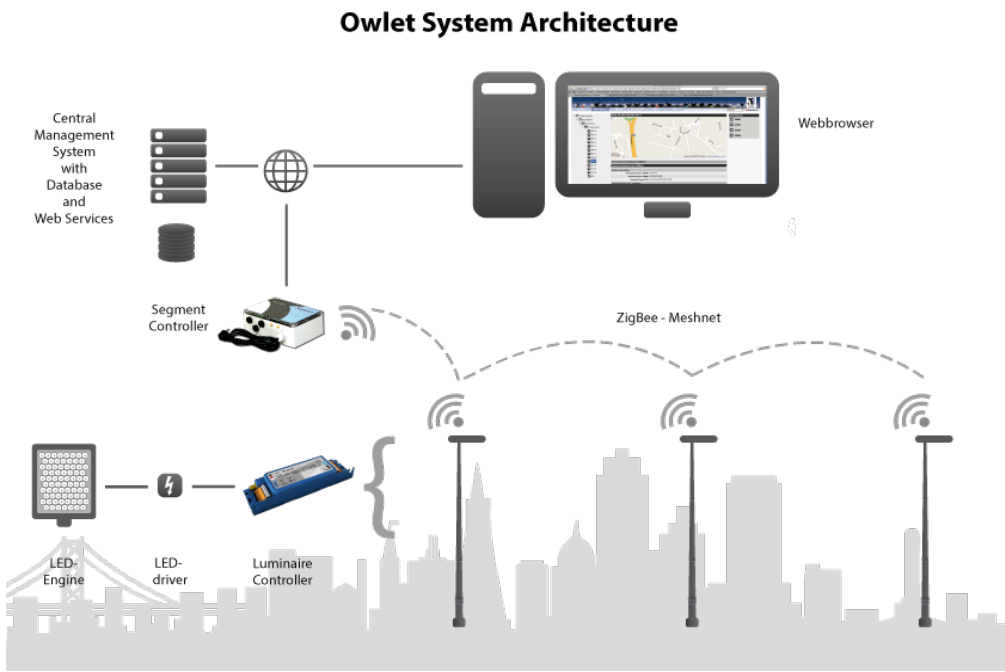 Owlet System Architecture
Central
Management
System
with
Database
and
Web Services
Webbrowser
Segment
Controller
ZigBee - Meshnet
LED-
Engine
LED-
driver
Luminaire
Controller